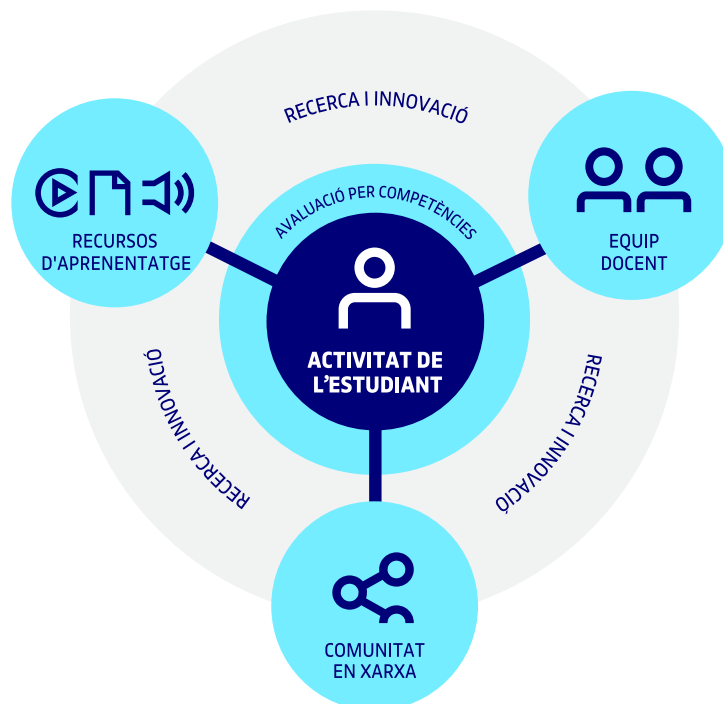 RECERCA I INNOVACIÓ
AVALUACIÓ PER COMPETÈNCIES
RECURSOS
D'APRENENTATGE
EQUIP
DOCENT
ACTIVITAT DE
L’ESTUDIANT
RECERCA I INNOVACIÓ
RECERCA I INNOVACIÓ
COMUNITAT
EN XARXA